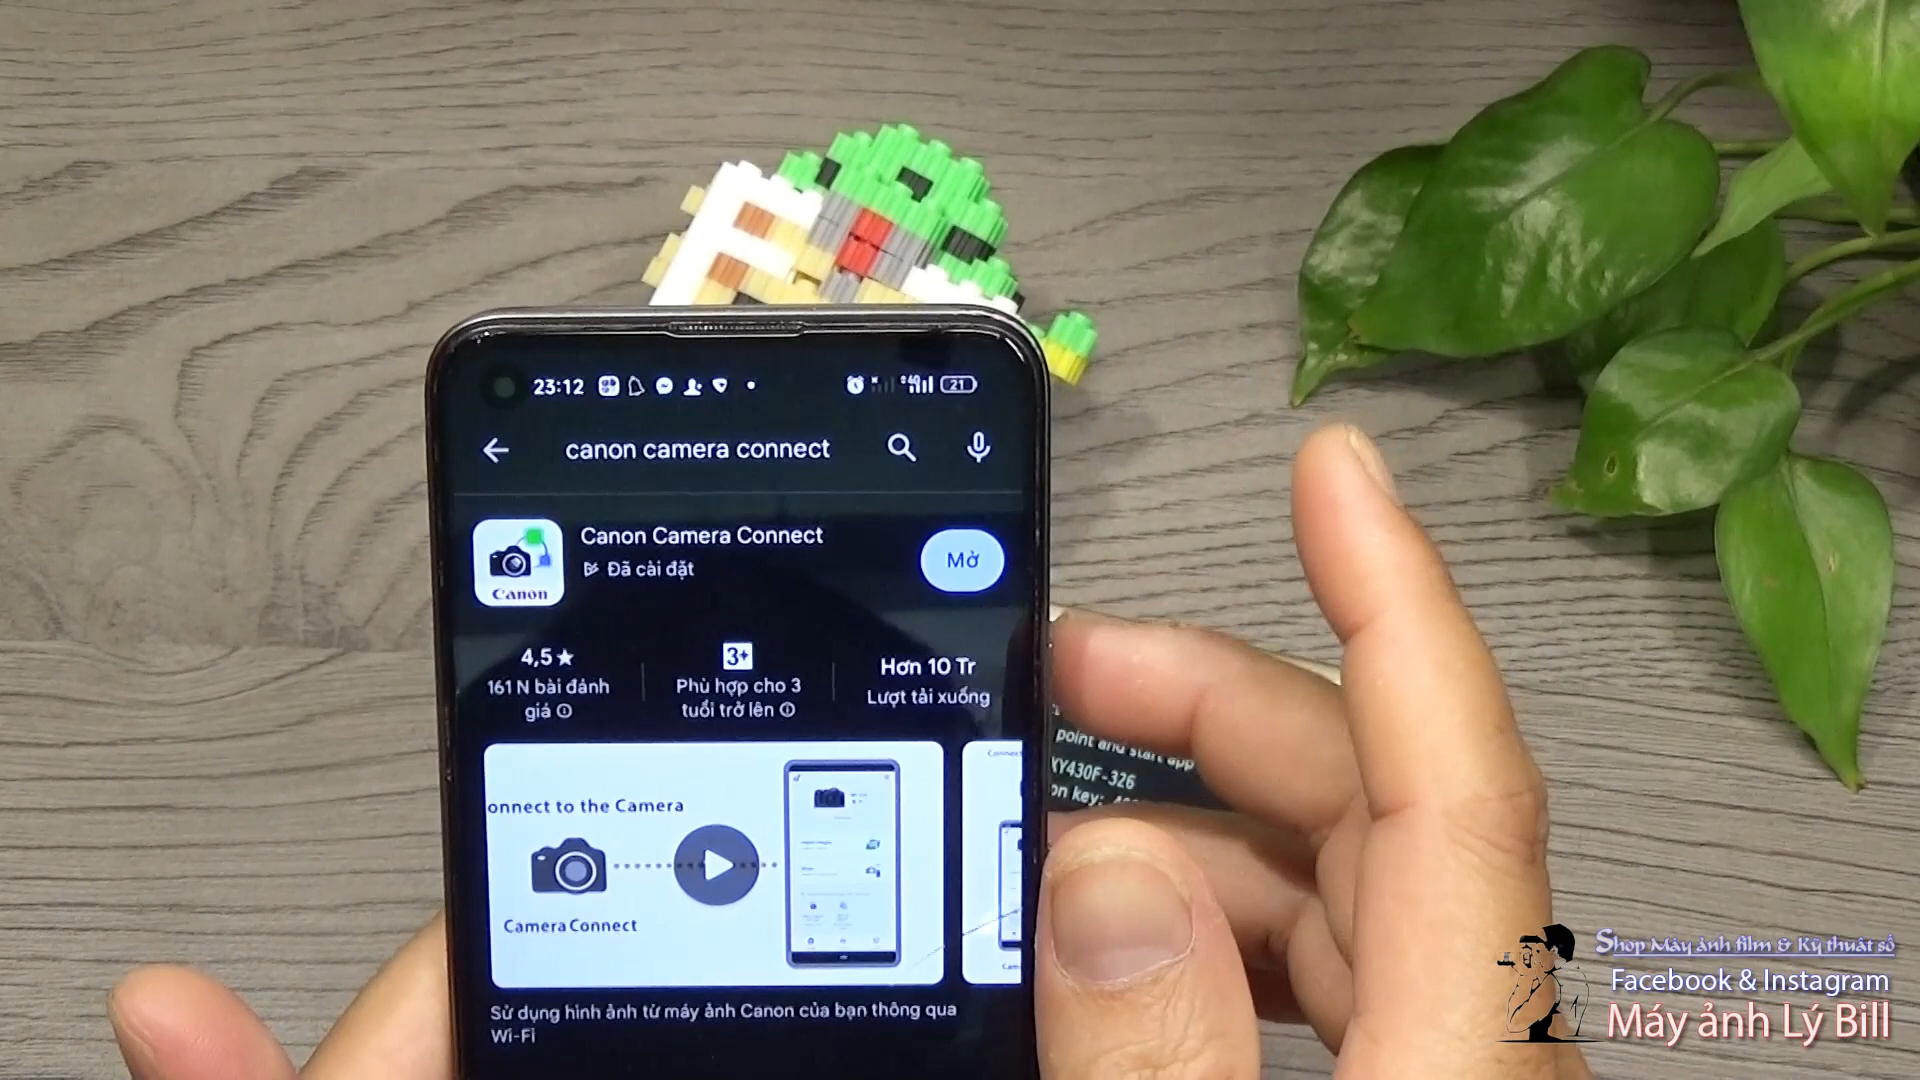 23:12
21
canon camera connect
Canon Camera Connect
Đã cài đặt
Mở
Canon
4,5★
161 N bài đánh
giá
3+
Phù hợp cho 3
tuổi trở lên
Hơn 10 Tr
Lượt tải xuống
onnect to the Camera
Camera Connect
Sử dụng hình ảnh từ máy ảnh Canon của bạn thông qua
Wi-Fi
point and start app
XY430F-326
on key:
Shop Máy ảnh film & Kỹ thuật số
Facebook & Instagram
Máy ảnh Lý Bill